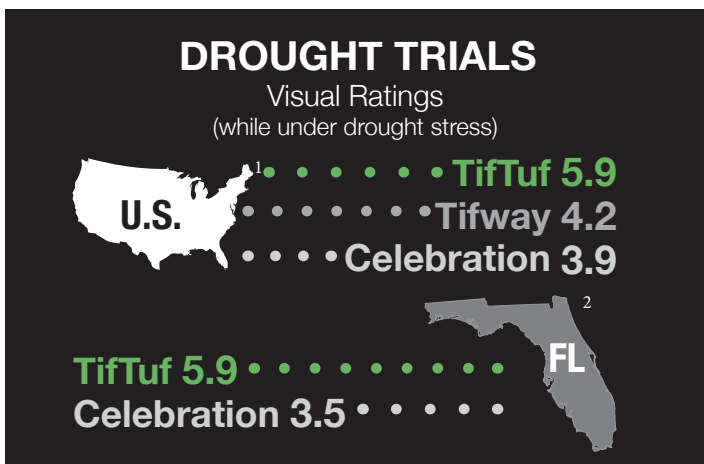 DROUGHT TRIALS
Visual Ratings
(while under drought stress)
U.S.
1
TifTuf 5.9
Tifway 4.2
Celebration 3.9
2
FL
TifTuf 5.9
Celebration 3.5